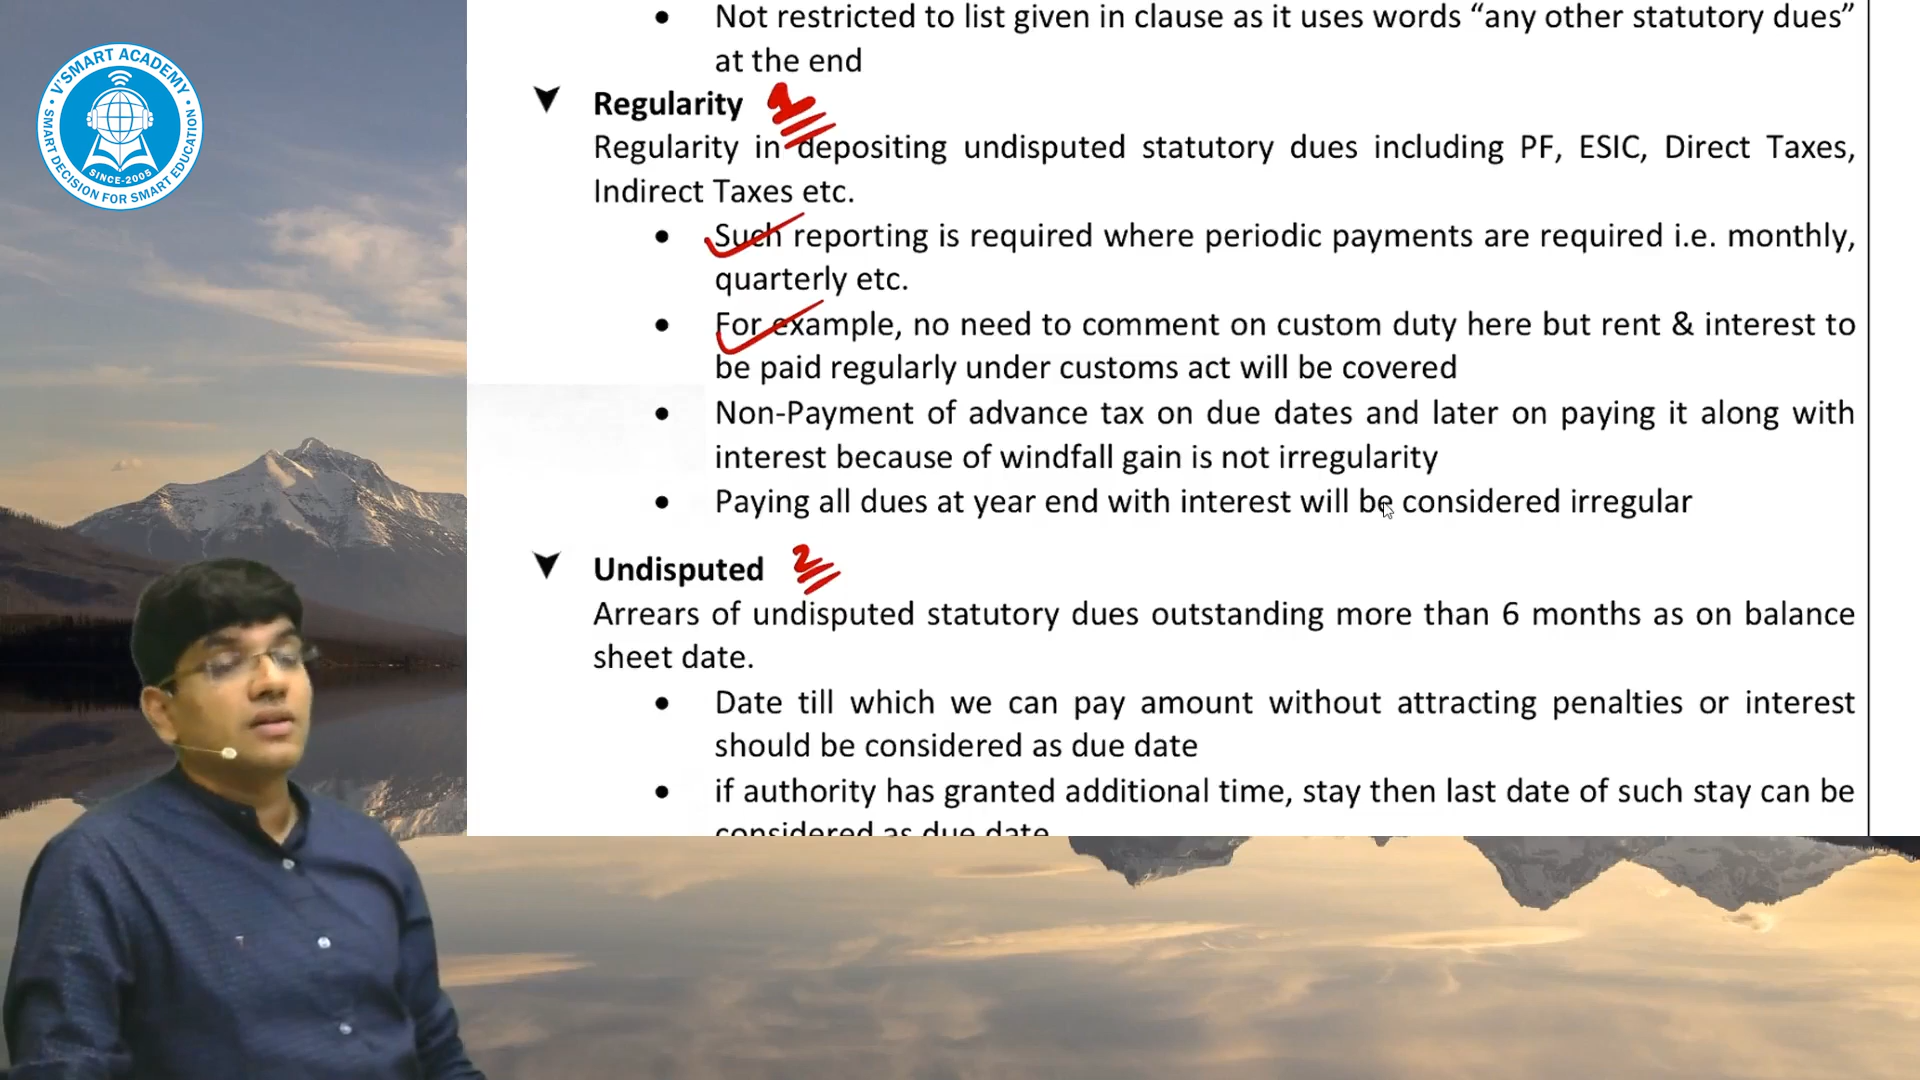 V'SMART ACADEMY
SMART DECISION FOR SMART EDUCATION
SINCE-2005
• Not restricted to list given in clause as it uses words “any other statutory dues”
at the end
Regularity 1
Regularity in depositing undisputed statutory dues including PF, ESIC, Direct Taxes,
Indirect Taxes etc.
• Such reporting is required where periodic payments are required i.e. monthly,
quarterly etc.
• For example, no need to comment on custom duty here but rent & interest to
be paid regularly under customs act will be covered
• Non-Payment of advance tax on due dates and later on paying it along with
interest because of windfall gain is not irregularity
• Paying all dues at year end with interest will be considered irregular
Undisputed 2
Arrears of undisputed statutory dues outstanding more than 6 months as on balance
sheet date.
• Date till which we can pay amount without attracting penalties or interest
should be considered as due date
• if authority has granted additional time, stay then last date of such stay can be
considered as due date